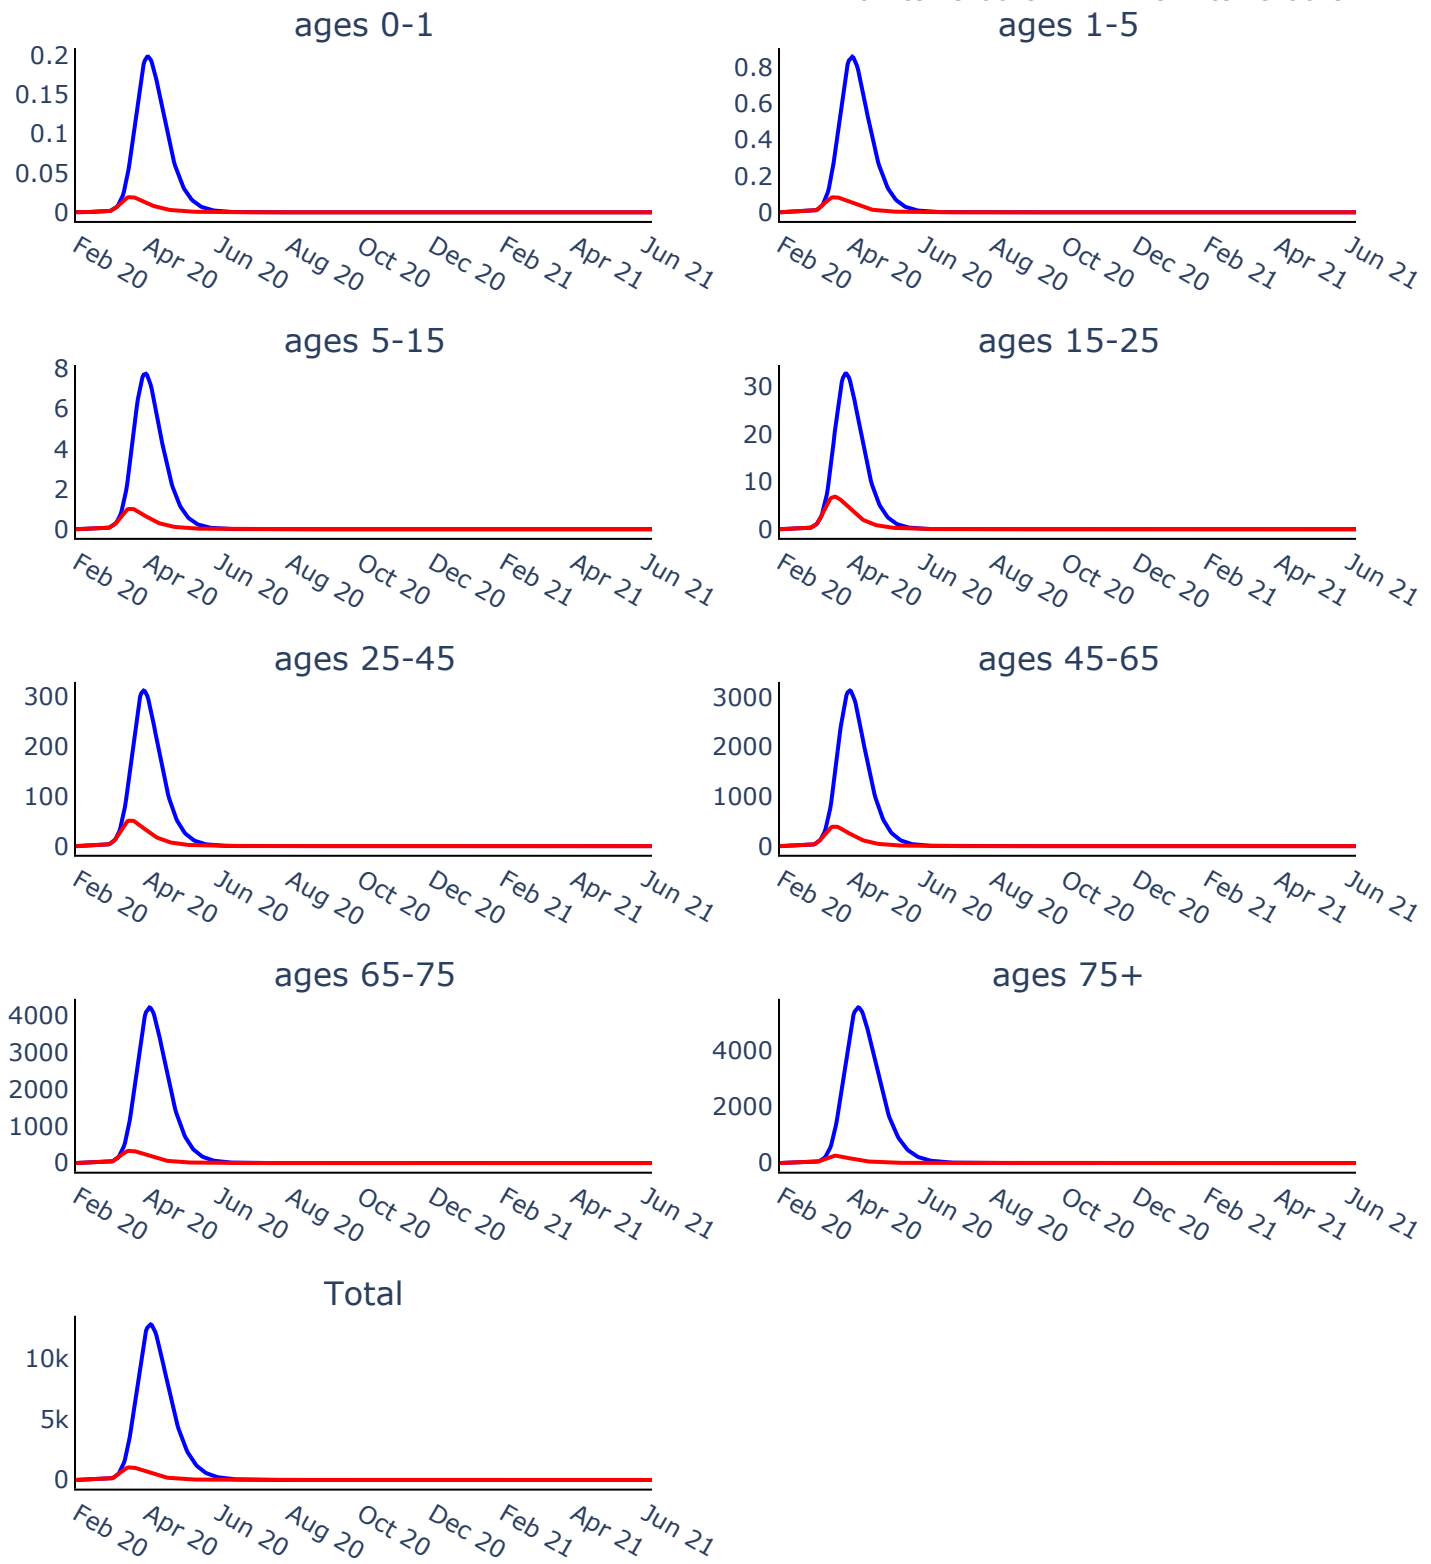 ages 0-1
ages 1-5
0.2
0.15
0.1
0.05
0
0.8
0.6
0.4
0.2
0
Feb 20 Apr 20 Jun 20 Aug 20 Oct 20 Dec 20 Feb 21 Apr 21 Jun 21
Feb 20 Apr 20 Jun 20 Aug 20 Oct 20 Dec 20 Feb 21 Apr 21 Jun 21
ages 5-15
ages 15-25
8
6
4
2
0
30
20
10
0
Feb 20 Apr 20 Jun 20 Aug 20 Oct 20 Dec 20 Feb 21 Apr 21 Jun 21
Feb 20 Apr 20 Jun 20 Aug 20 Oct 20 Dec 20 Feb 21 Apr 21 Jun 21
ages 25-45
ages 45-65
300
200
100
0
3000
2000
1000
0
Feb 20 Apr 20 Jun 20 Aug 20 Oct 20 Dec 20 Feb 21 Apr 21 Jun 21
Feb 20 Apr 20 Jun 20 Aug 20 Oct 20 Dec 20 Feb 21 Apr 21 Jun 21
ages 65-75
ages 75+
4000
3000
2000
1000
0
4000
2000
0
Feb 20 Apr 20 Jun 20 Aug 20 Oct 20 Dec 20 Feb 21 Apr 21 Jun 21
Feb 20 Apr 20 Jun 20 Aug 20 Oct 20 Dec 20 Feb 21 Apr 21 Jun 21
Total
10k
5k
0
Feb 20 Apr 20 Jun 20 Aug 20 Oct 20 Dec 20 Feb 21 Apr 21 Jun 21